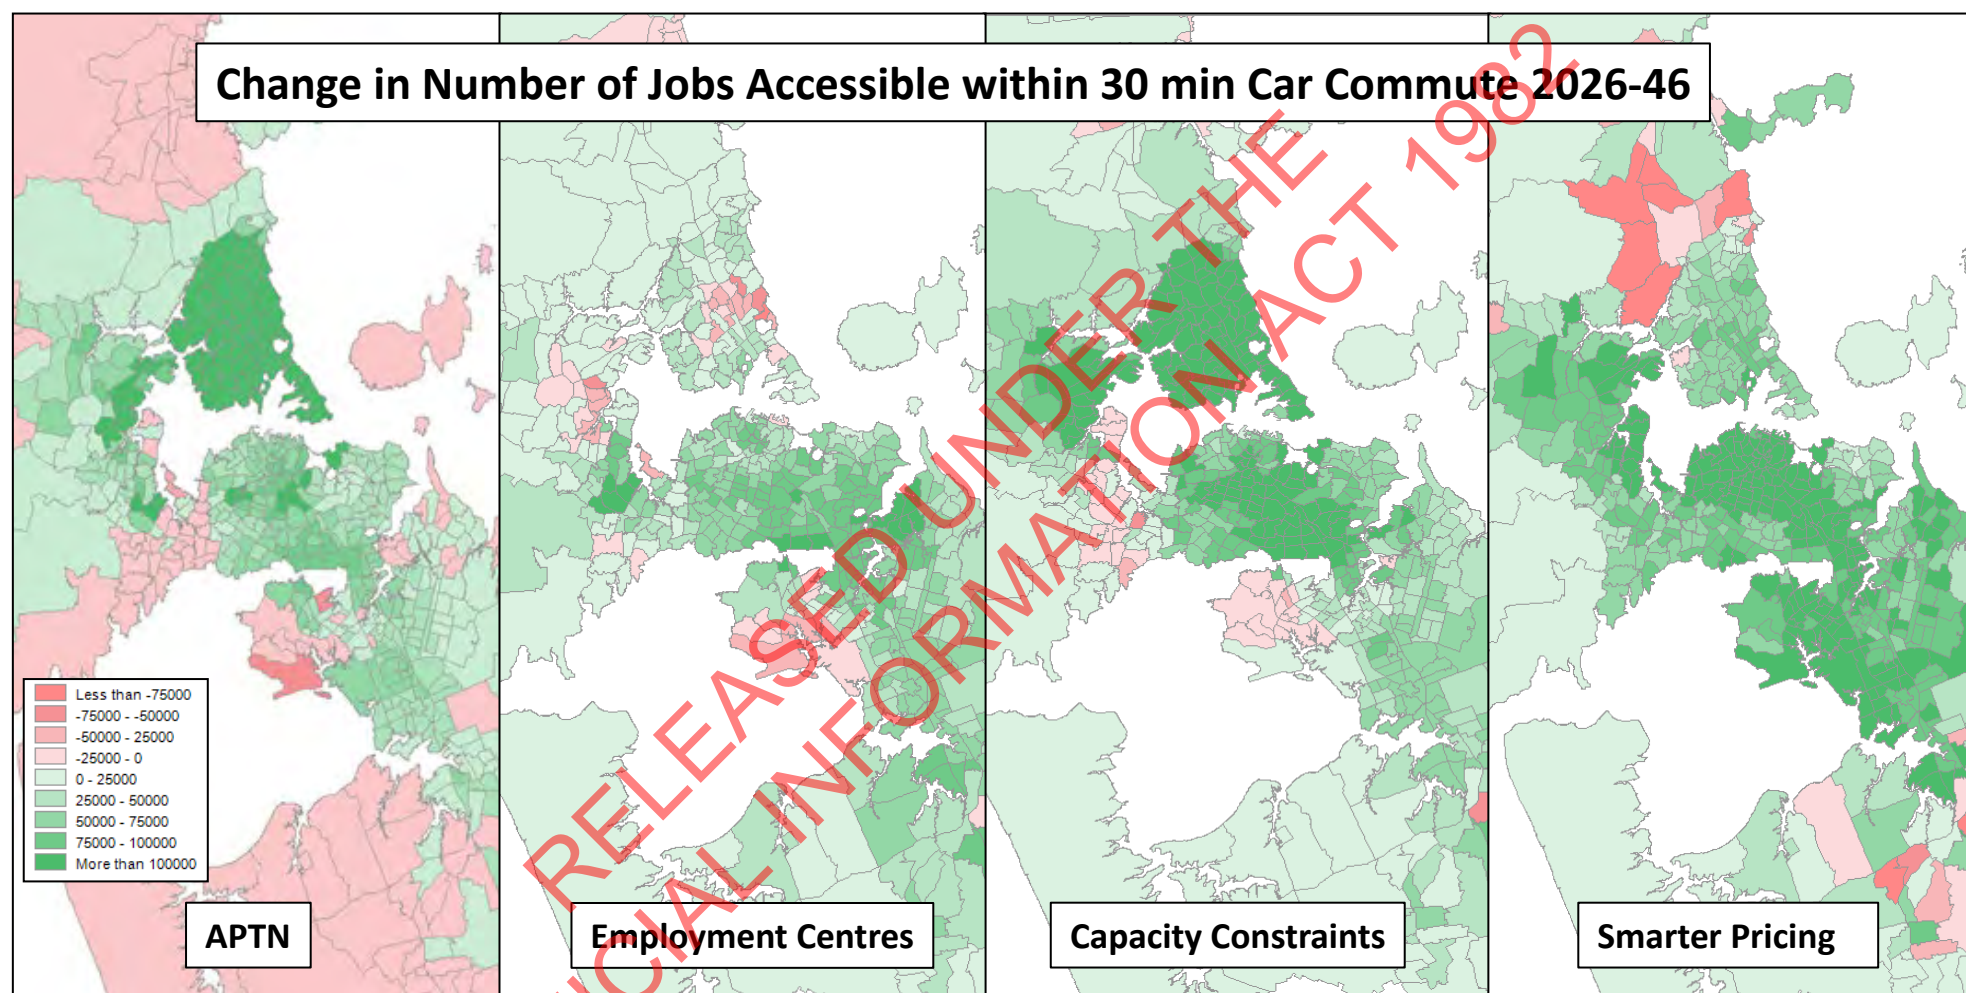 Change in Number of Jobs Accessible within 30 min Car Commute 2026-46
RELEASED UNDER THE
CIAL INFORMATION ACT 1982
Less than -75000
-75000 - -50000
-50000 - 25000
-25000 - 0
0 - 25000
25000 - 50000
50000 - 75000
75000 - 100000
More than 100000
APTN
Employment Centres
Capacity Constraints
Smarter Pricing